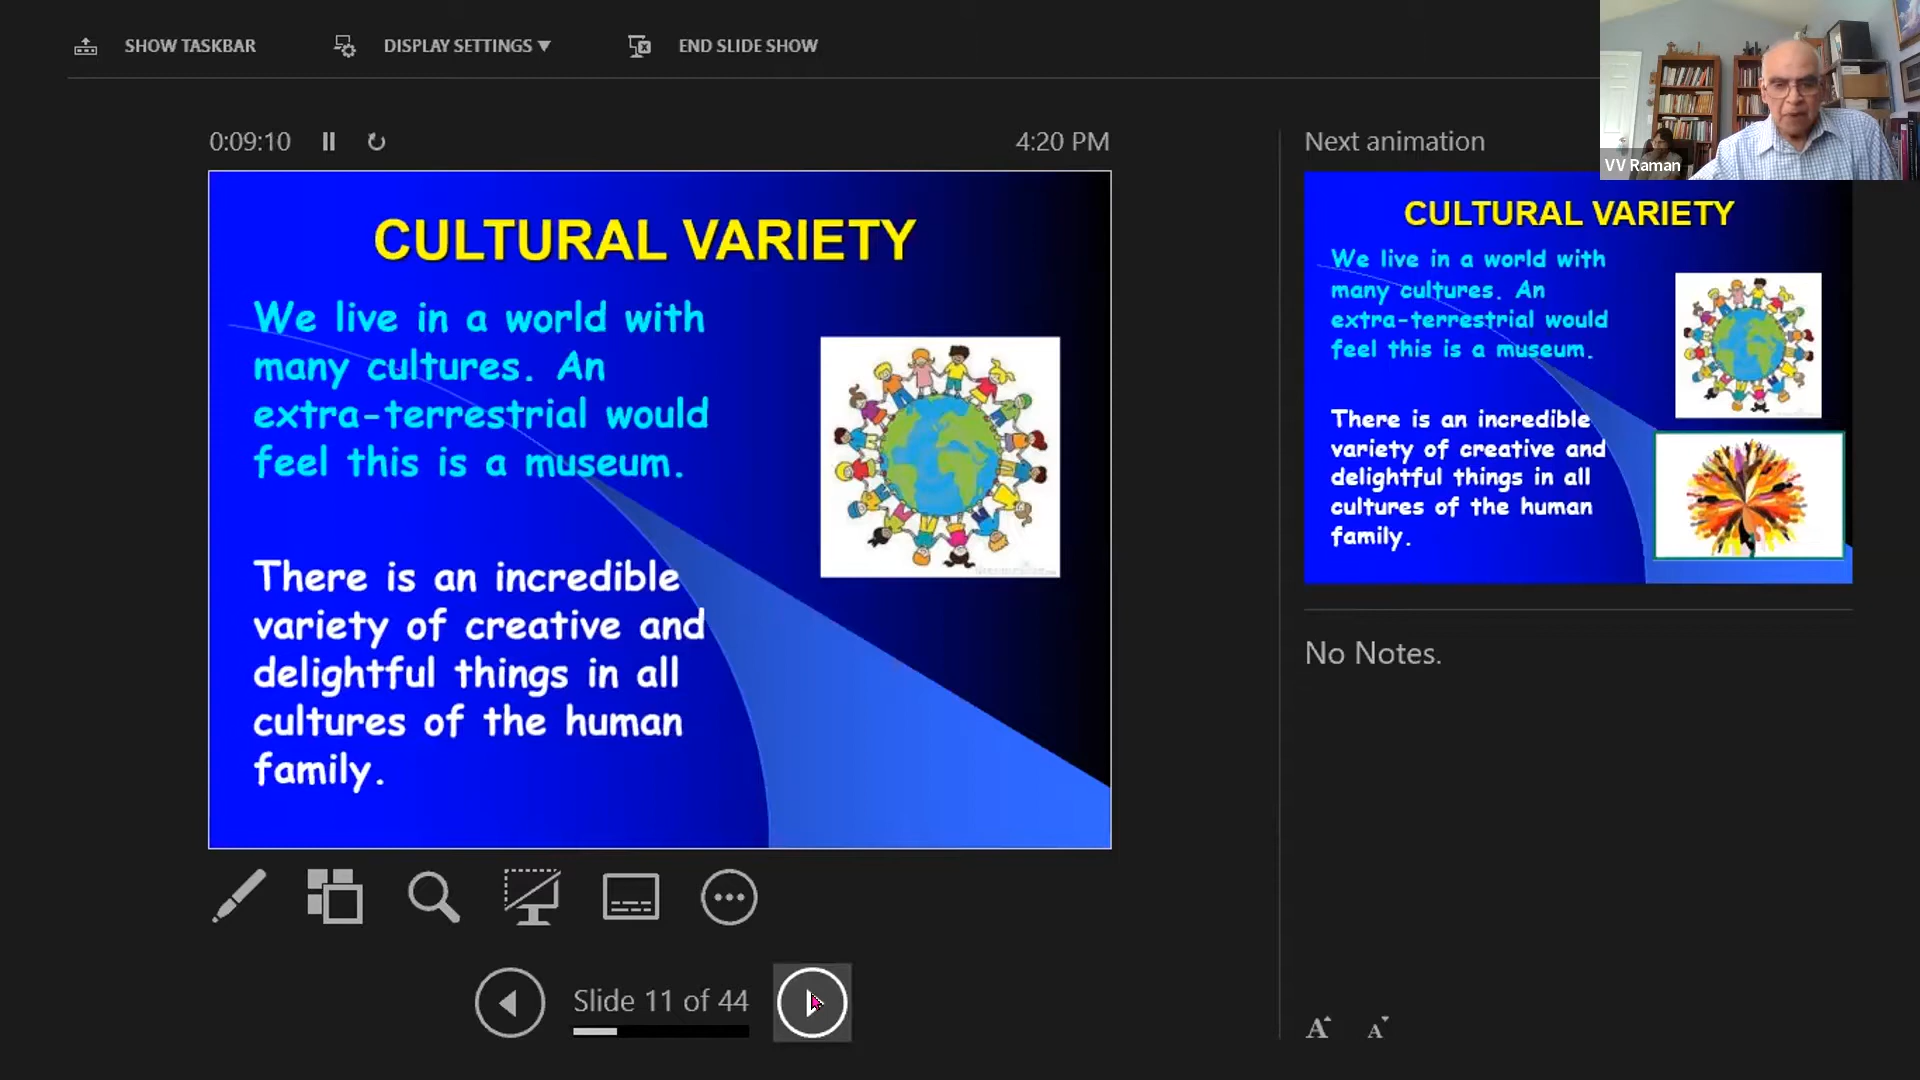 SHOW TASKBAR
DISPLAY SETTINGS ▼
END SLIDE SHOW
0:09:10
4:20 PM
CULTURAL VARIETY
We live in a world with
many cultures. An
extra-terrestrial would
feel this is a museum.
There is an incredible
variety of creative and
delightful things in all
cultures of the human
family.
Slide 11 of 44
Next animation
VV Raman
CULTURAL VARIETY
We live in a world with
many cultures. An
extra-terrestrial would
feel this is a museum.
There is an incredible
variety of creative and
delightful things in all
cultures of the human
family.
No Notes.
A A